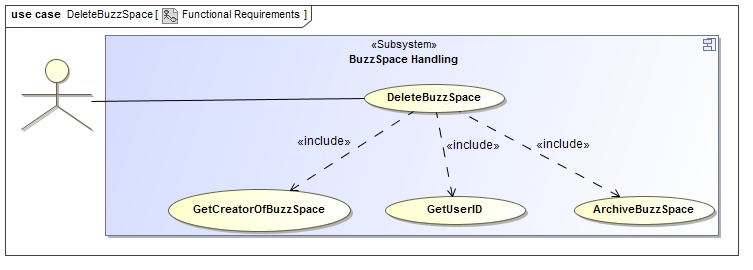 use case DeleteBuzzSpace [ Functional Requirements ]
«Subsystem»
BuzzSpace Handling
DeleteBuzzSpace
«include»
«include»
«include»
GetCreatorOfBuzzSpace
GetUserID
ArchiveBuzzSpace